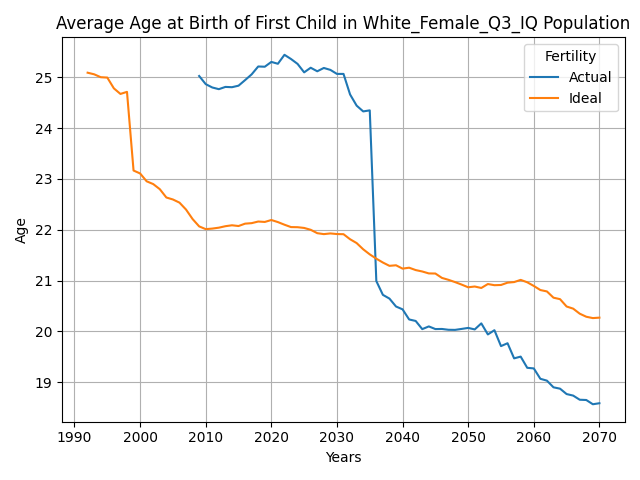 Average Age at Birth of First Child in White_Female_Q3_IQ Population
Fertility
Actual
Ideal
Age
25
24
23
22
21
20
19
1990
2000
2010
2020
2030
2040
2050
2060
2070
Years